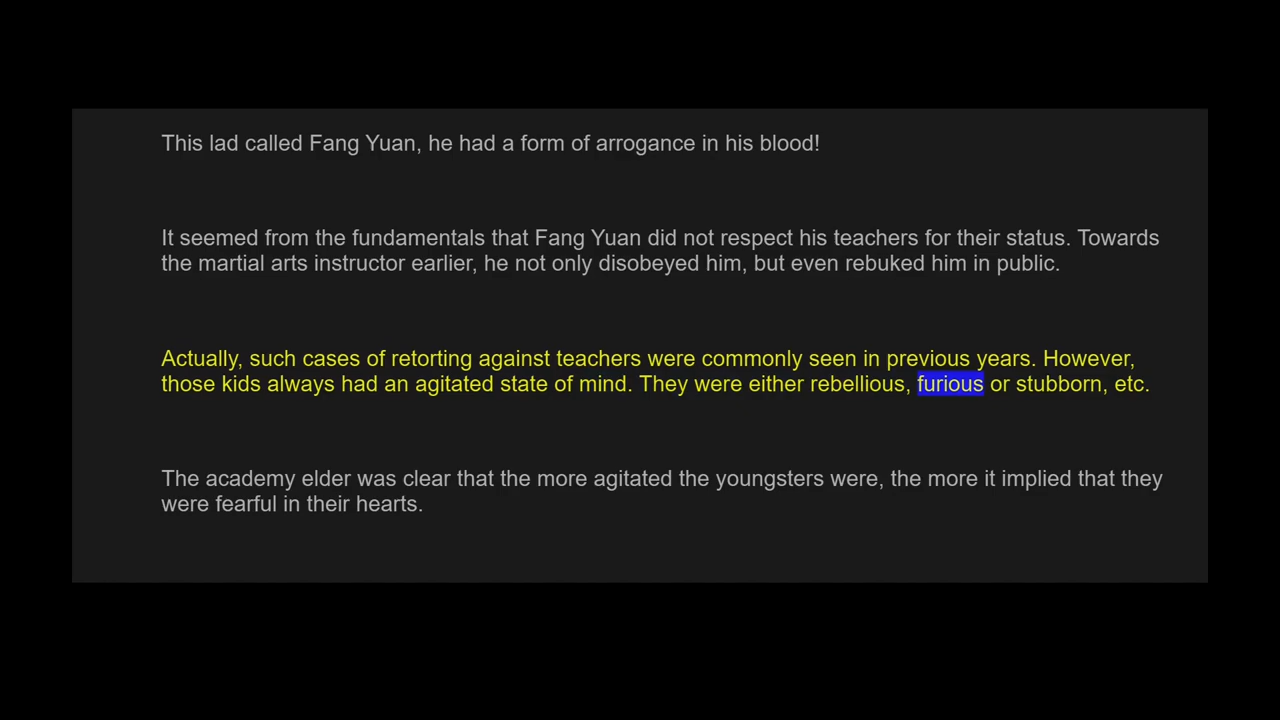 This lad called Fang Yuan, he had a form of arrogance in his blood!
It seemed from the fundamentals that Fang Yuan did not respect his teachers for their status. Towards
the martial arts instructor earlier, he not only disobeyed him, but even rebuked him in public.
Actually, such cases of retorting against teachers were commonly seen in previous years. However,
those kids always had an agitated state of mind. They were either rebellious, furious or stubborn, etc.
The academy elder was clear that the more agitated the youngsters were, the more it implied that they
were fearful in their hearts.